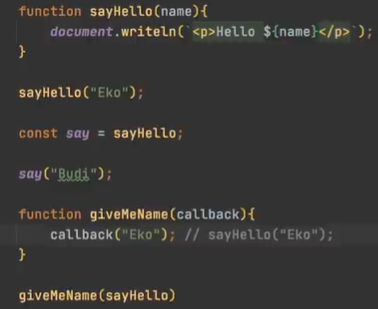 function sayHello(name){
    document.writeln(`<p>Hello ${name}</p>`);
}
sayHello("Eko");
const say = sayHello;
say("Budi");
function giveMeName(callback){
    callback("Eko"); // sayHello("Eko");
}
giveMeName(sayHello)